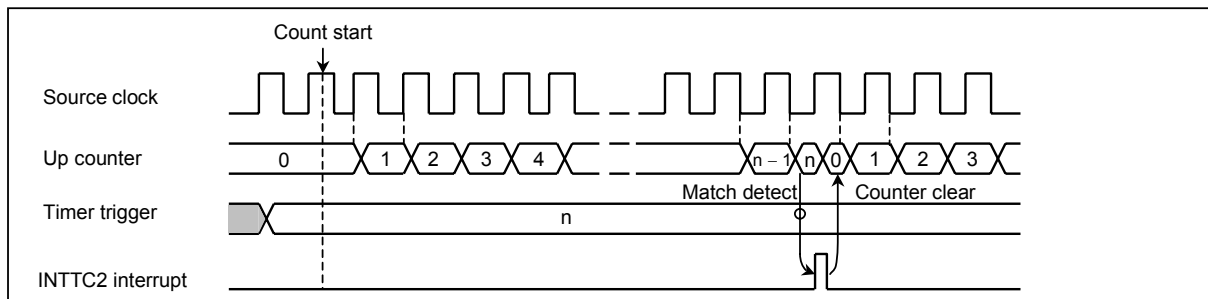 Count start
Source clock
Up counter 0 1 2 3 4 n – 1 n 0 1 2 3
Match detect Counter clear
Timer trigger n
INTTC2 interrupt